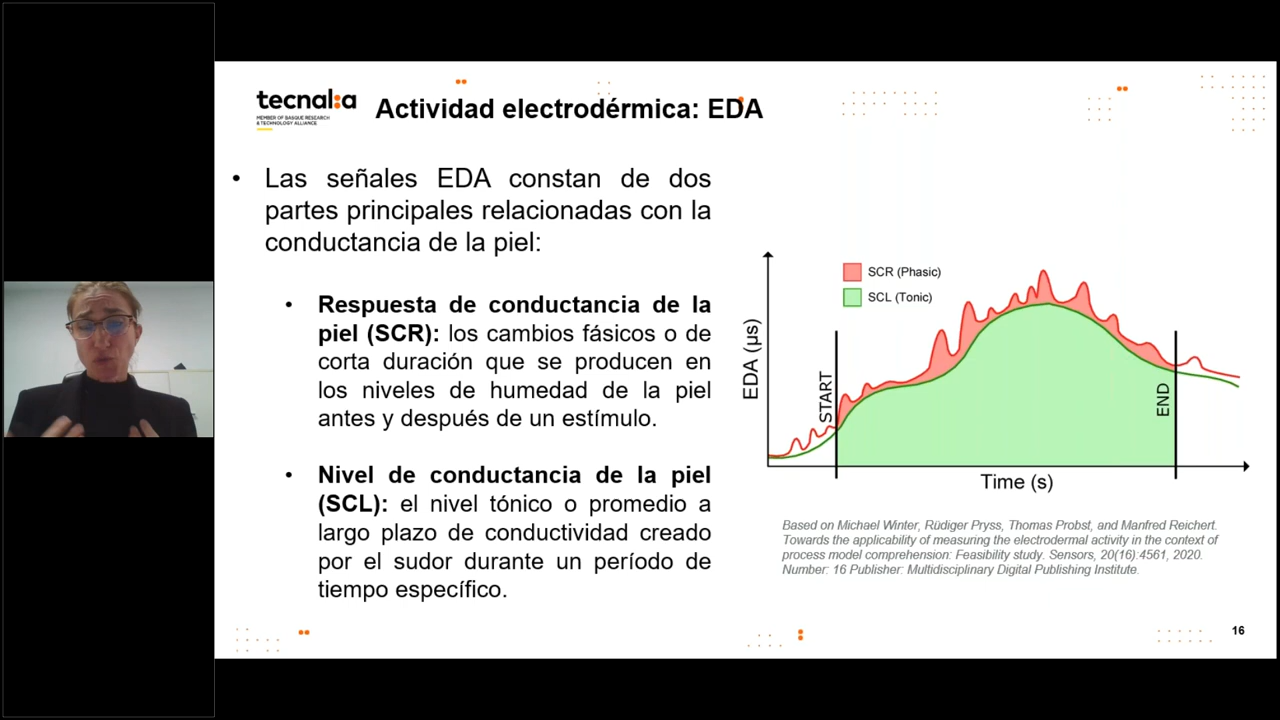 tecnal:a
MEMBER OF BASQUE RESEARCH
& TECHNOLOGY ALLIANCE
Actividad electrodérmica: EDA
• Las señales EDA constan de dos
partes principales relacionadas con la
conductancia de la piel:
• Respuesta de conductancia de la
piel (SCR): los cambios fásicos o de
corta duración que se producen en
los niveles de humedad de la piel
antes y después de un estímulo.
• Nivel de conductancia de la piel
(SCL): el nivel tónico o promedio a
largo plazo de conductividad creado
por el sudor durante un período de
tiempo específico.
SCR (Phasic)
SCL (Tonic)
EDA (µs)
START
END
Time (s)
Based on Michael Winter, Rüdiger Pryss, Thomas Probst, and Manfred Reichert.
Towards the applicability of measuring the electrodermal activity in the context of
process model comprehension: Feasibility study. Sensors, 20(16):4561, 2020.
Number: 16 Publisher: Multidisciplinary Digital Publishing Institute.
16